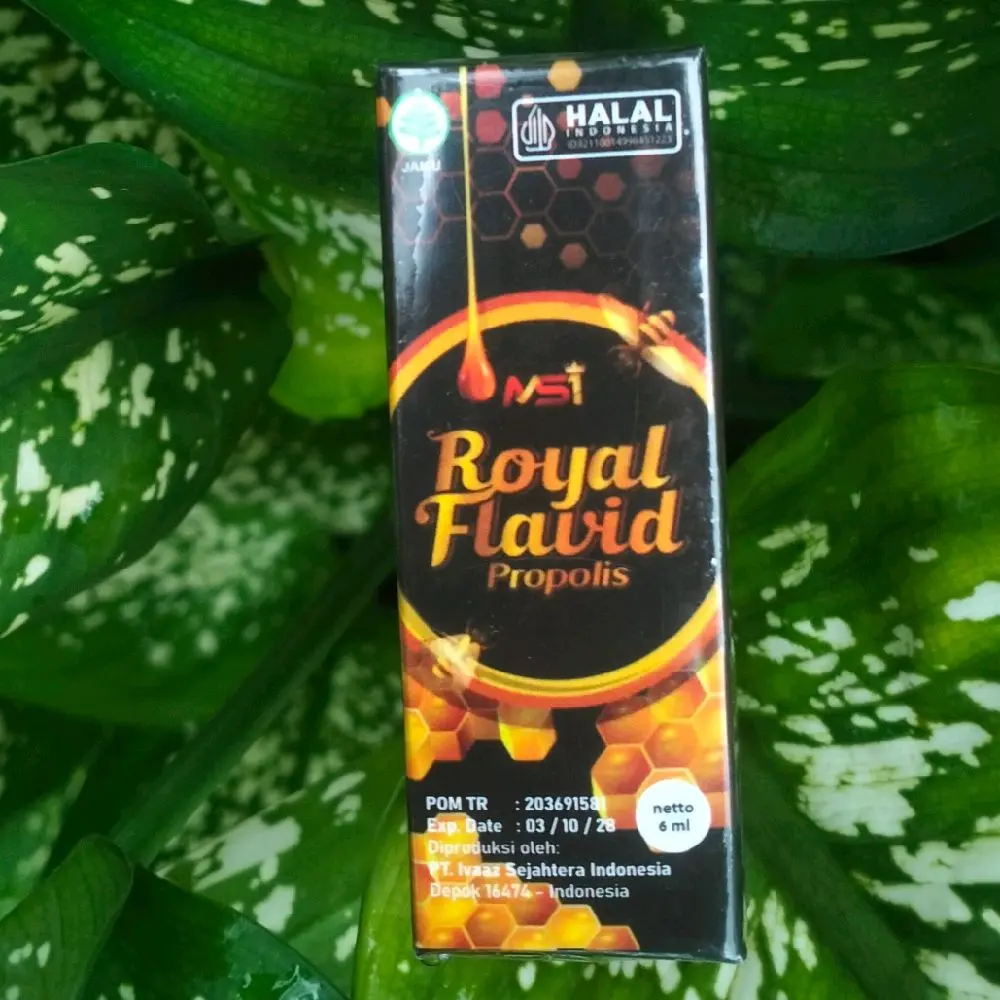 JAMU
HALAL
INDONESIA
MSI
Royal
Flavid
Propolis
POM TR : 203691581
Exp. Date : 03 / 10 / 28
netto
6 ml
Diproduksi oleh:
PT. Ivaaz Sejahtera Indonesia
Depok 16474 - Indonesia